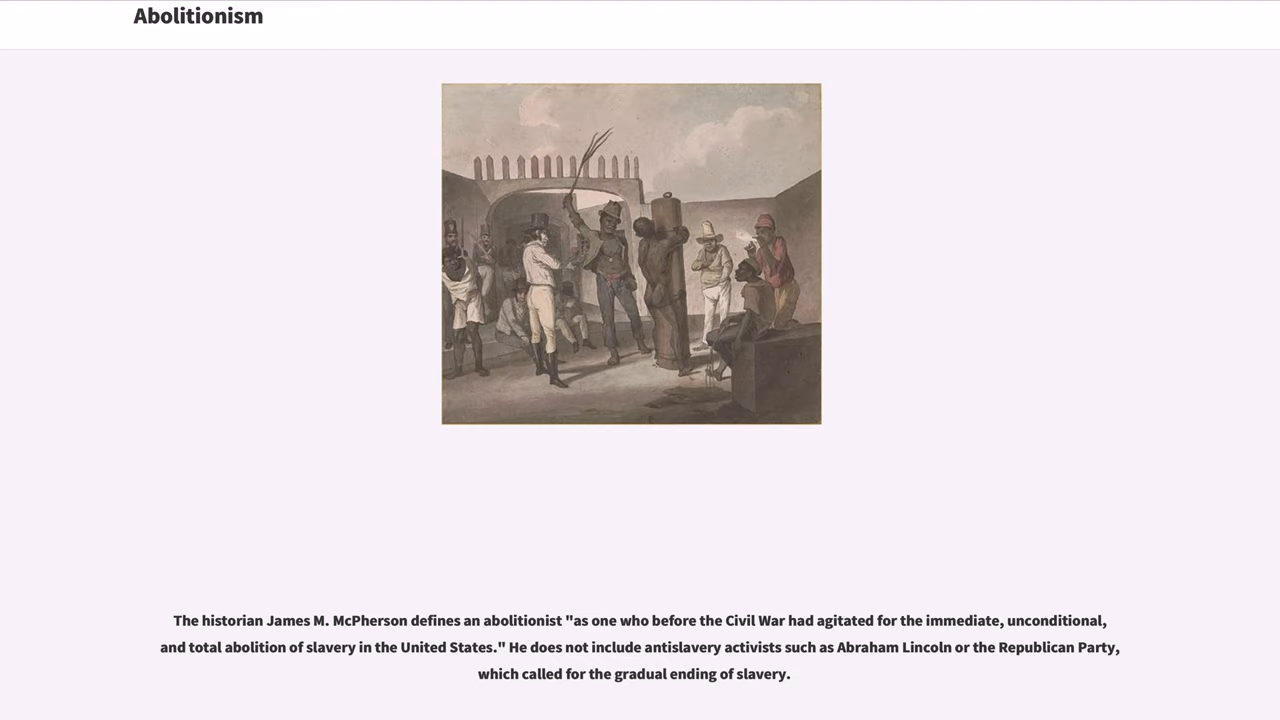 Abolitionism
The historian James M. McPherson defines an abolitionist "as one who before the Civil War had agitated for the immediate, unconditional,
and total abolition of slavery in the United States." He does not include antislavery activists such as Abraham Lincoln or the Republican Party,
which called for the gradual ending of slavery.